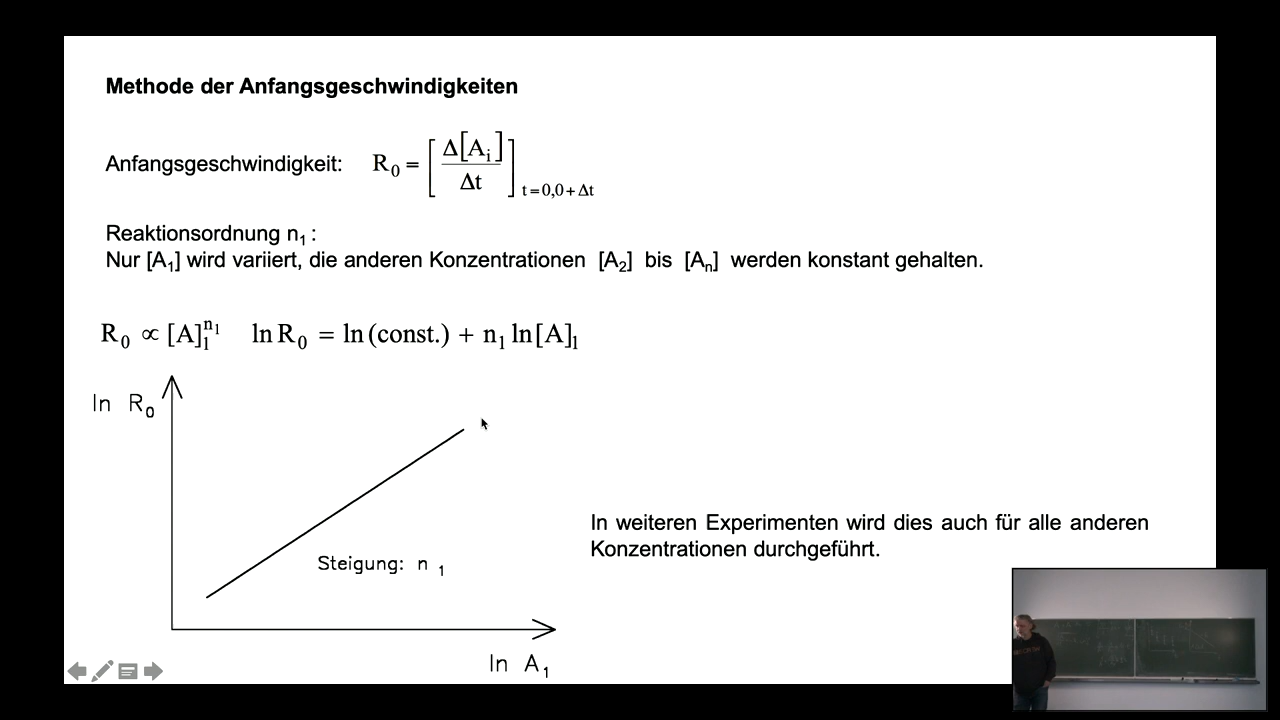 Methode der Anfangsgeschwindigkeiten
Anfangsgeschwindigkeit: R₀ = [Δ[Aᵢ]/Δt] t=0,0+Δt
Reaktionsordnung n₁ :
Nur [A₁] wird variiert, die anderen Konzentrationen [A₂] bis [Aₙ] werden konstant gehalten.
R₀ ∝ [A]₁^n₁ ln R₀ = ln (const.) + n₁ ln[A]₁
ln R₀
In weiteren Experimenten wird dies auch für alle anderen
Konzentrationen durchgeführt.
Steigung: n ₁
ln A₁